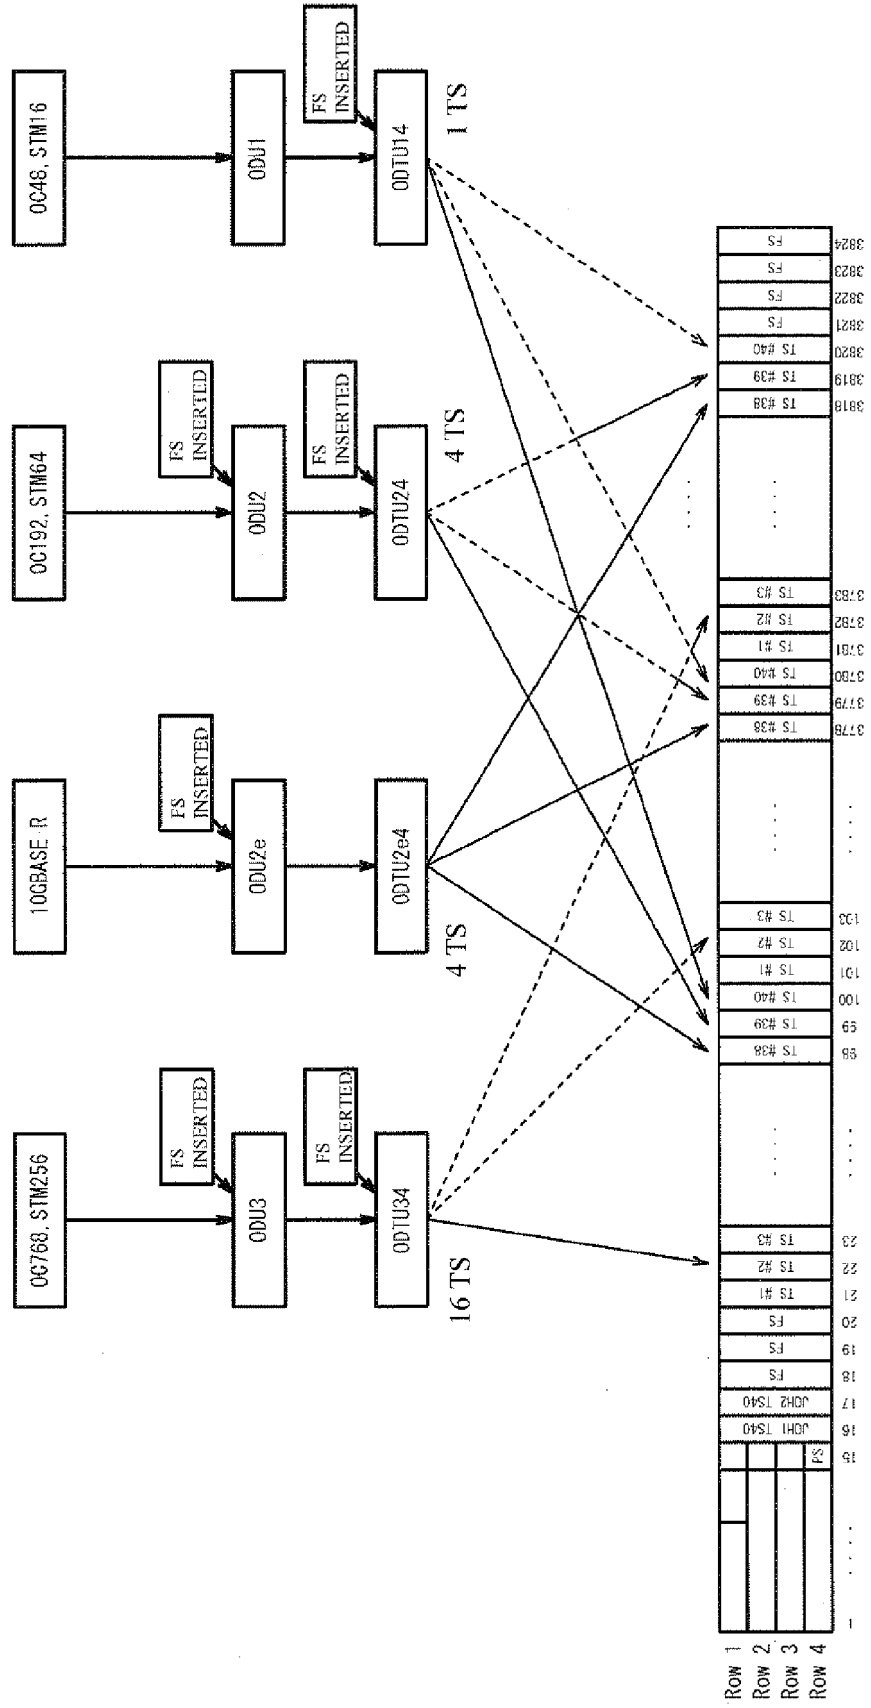 OC768, STM256
10GBASE-R
OC192, STM64
OC48, STM16
FS
INSERTED
FS
INSERTED
FS
INSERTED
ODU3
ODU2e
ODU2
ODU1
FS
INSERTED
FS
INSERTED
FS
INSERTED
ODTU34
ODTU2e4
ODTU24
ODTU14
16 TS
4 TS
4 TS
1 TS
Row 1
Row 2
Row 3
Row 4
PS
JOH1 TS40
JOH2 TS40
FS
FS
FS
TS #1
TS #2
TS #3
. . . .
TS #38
TS #39
TS #40
TS #1
TS #2
TS #3
. . . .
TS #38
TS #39
TS #40
TS #1
FS #2
TS #3
. . . .
TS #38
TS #39
TS #40
FS
FS
FS
FS
1
. . . . .
15
16
17
18
19
20
21
22
23
. . . .
98
99
100
101
102
103
. . . .
3778
3779
3780
3781
3782
3783
. . . .
3818
3819
3820
3821
3822
3823
3824